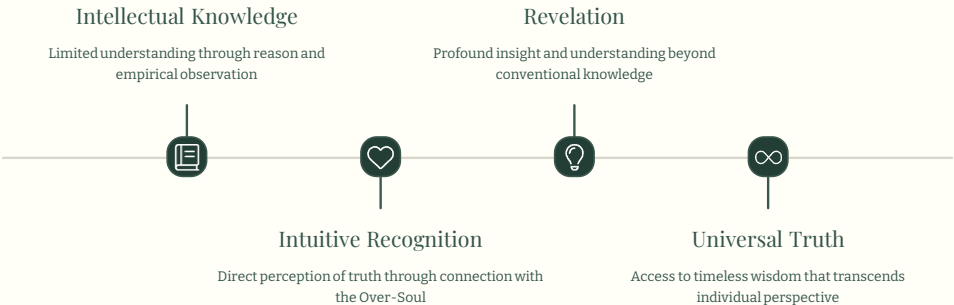 Intellectual Knowledge
Limited understanding through reason and
empirical observation
Revelation
Profound insight and understanding beyond
conventional knowledge
Intuitive Recognition
Direct perception of truth through connection with
the Over-Soul
Universal Truth
Access to timeless wisdom that transcends
individual perspective